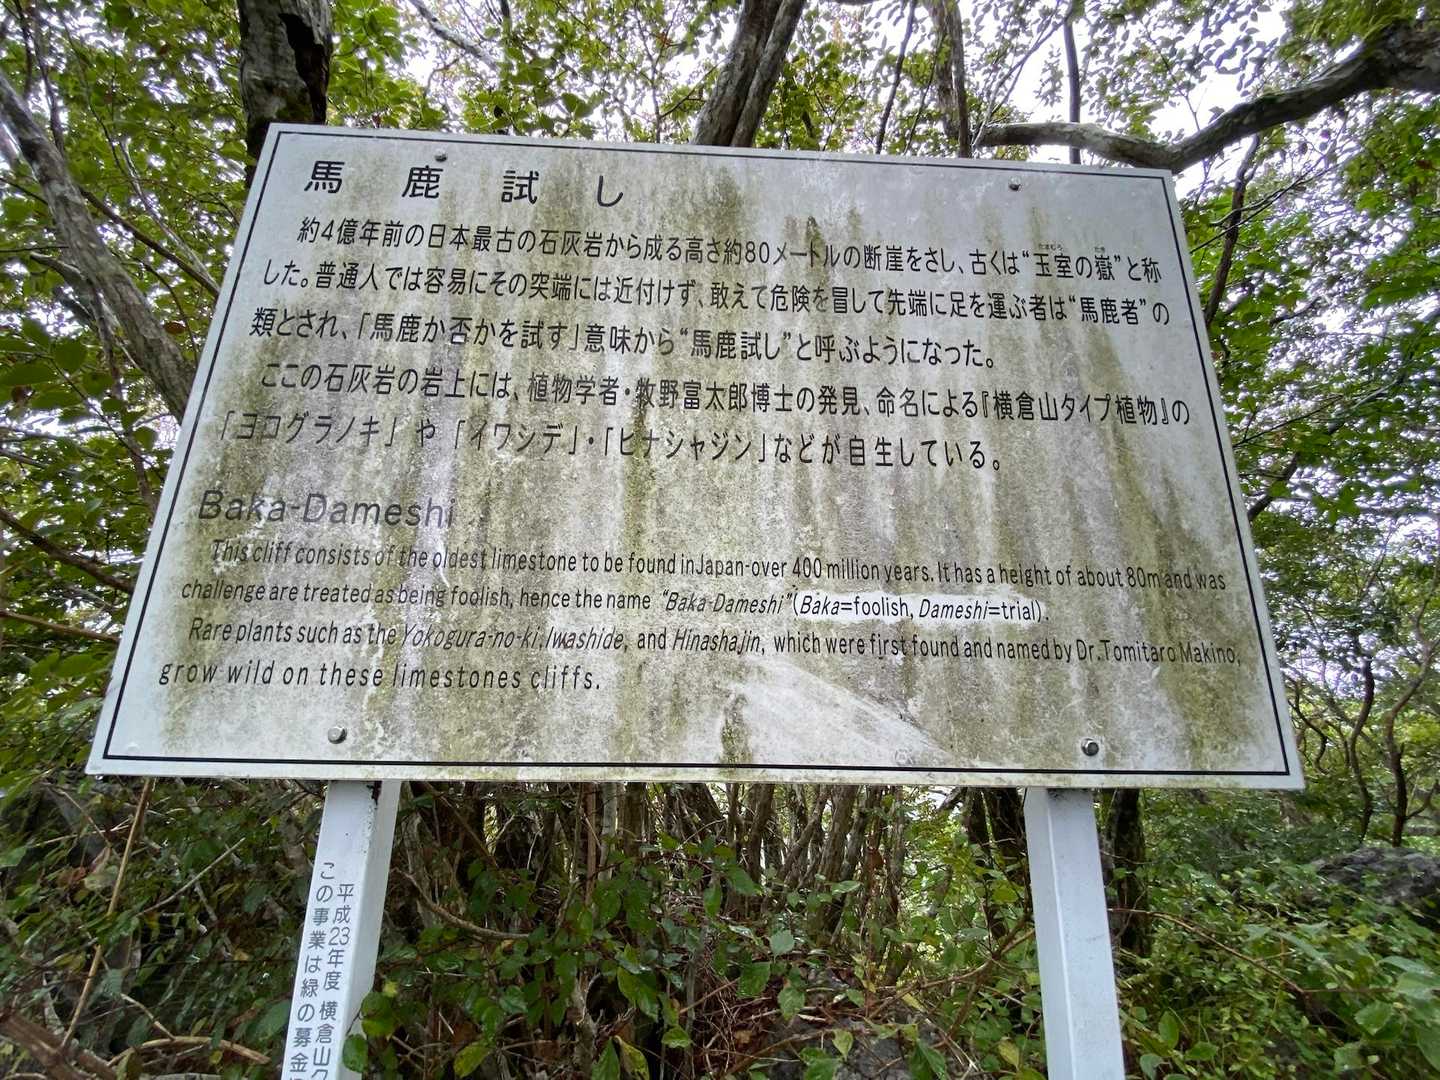 馬鹿試し
約4億年前の日本最古の石灰岩から成る高さ約80メートルの断崖をさし、古くは“玉室の嶽”と称
した。普通人では容易にその突端には近付けず、敢えて危険を冒して先端に足を運ぶ者は“馬鹿者”の
類とされ、「馬鹿か否かを試す」意味から“馬鹿試し”と呼ぶようになった。
ここの石灰岩の岩上には、植物学者・牧野富太郎博士の発見、命名による『横倉山タイプ植物』の
「ヨコグラノキ」や「イワシデ」・「ヒナシャジン」などが自生している。
Baka-Dameshi
This cliff consists of the oldest limestone to be found in Japan-over 400 million years. It has a height of about 80m and was
challenge are treated as being foolish, hence the name “Baka-Dameshi”(Baka=foolish, Dameshi=trial).
Rare plants such as the Yokogura-no-ki, Iwashide, and Hinashajin, which were first found and named by Dr. Tomitaro Makino,
grow wild on these limestones cliffs.
平成23年度 横倉山ク
この事業は緑の募金